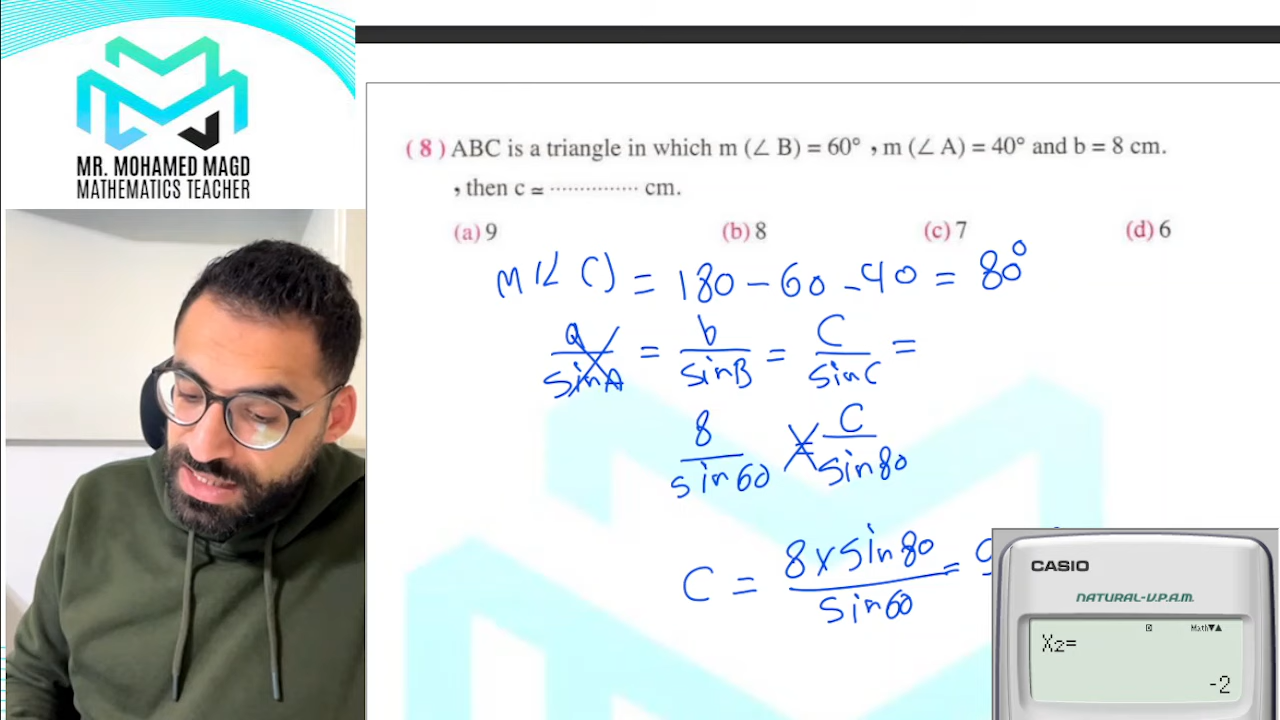 MR. MOHAMED MAGD
MATHEMATICS TEACHER
(8) ABC is a triangle in which m (∠ B) = 60° , m (∠ A) = 40° and b = 8 cm.
, then c ≃ ............... cm.
(a) 9 (b) 8 (c) 7 (d) 6
m(∠ C) = 180 - 60 - 40 = 80°
a/sinA = b/sinB = C/sinC =
8/sin60 = C/sin80
C = 8×sin80/sin60 =
CASIO
NATURAL-V.P.A.M.
Math▼▲
X₂=
-2